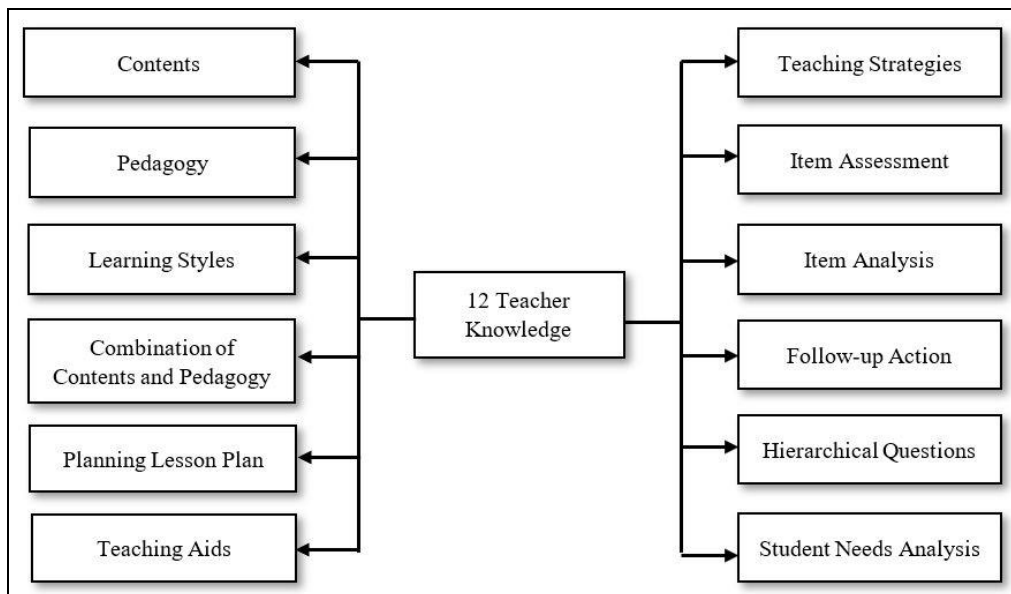 Contents
Pedagogy
Learning Styles
Combination of
Contents and Pedagogy
Planning Lesson Plan
Teaching Aids
12 Teacher
Knowledge
Teaching Strategies
Item Assessment
Item Analysis
Follow-up Action
Hierarchical Questions
Student Needs Analysis